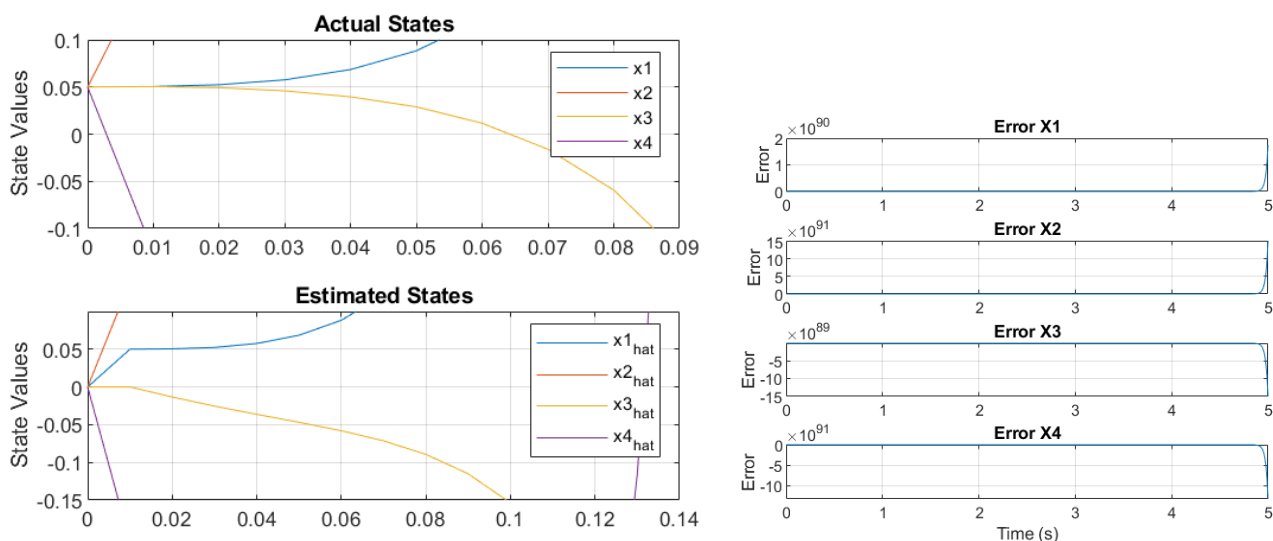 Actual States
0.1
0.05
0
-0.05
-0.1
State Values
x1
x2
x3
x4
0 0.01 0.02 0.03 0.04 0.05 0.06 0.07 0.08 0.09
Estimated States
0.05
0
-0.05
-0.1
-0.15
State Values
x1hat
x2hat
x3hat
x4hat
0 0.02 0.04 0.06 0.08 0.1 0.12 0.14
×10^90
Error X1
2
1
0
Error
0 1 2 3 4 5
×10^91
Error X2
15
10
5
0
Error
0 1 2 3 4 5
×10^89
Error X3
-5
-10
-15
Error
0 1 2 3 4 5
×10^91
Error X4
0
-5
-10
Error
0 1 2 3 4 5
Time (s)